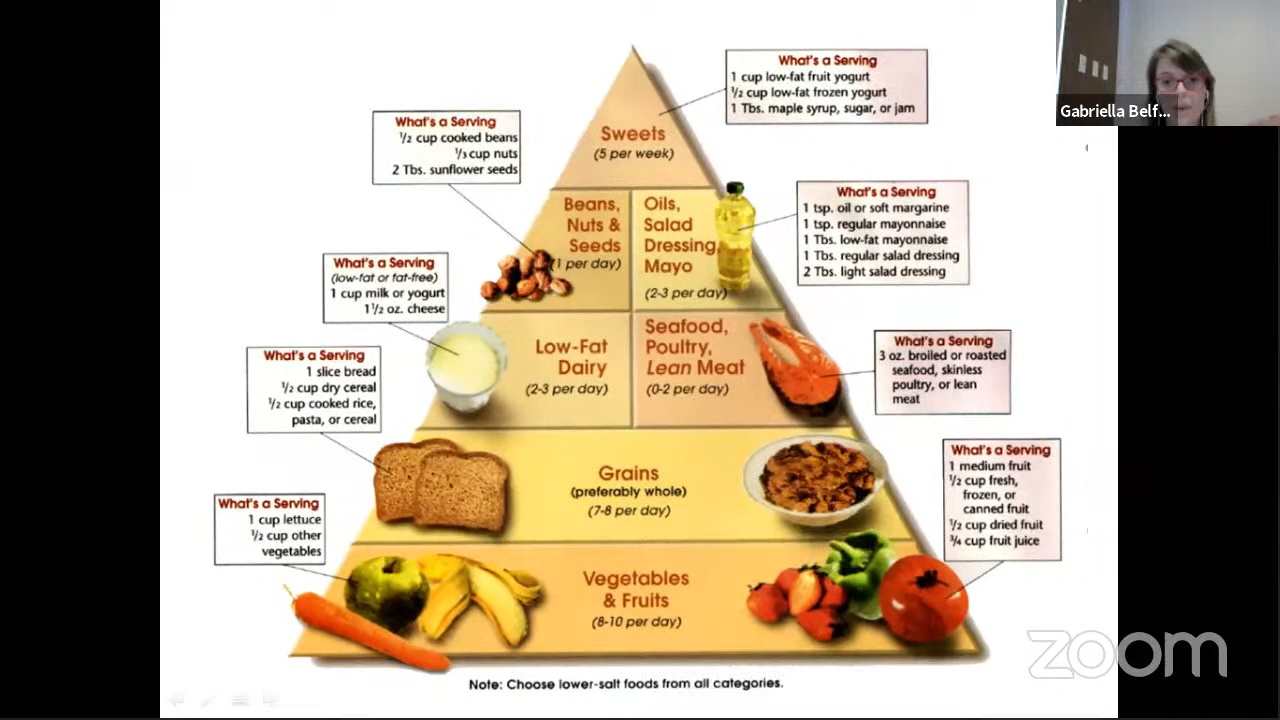 What's a Serving
1 cup low-fat fruit yogurt
½ cup low-fat frozen yogurt
1 Tbs. maple syrup, sugar, or jam
Gabriella Belf...
What's a Serving
½ cup cooked beans
⅓ cup nuts
2 Tbs. sunflower seeds
Sweets
(5 per week)
What's a Serving
1 tsp. oil or soft margarine
1 tsp. regular mayonnaise
1 Tbs. low-fat mayonnaise
1 Tbs. regular salad dressing
2 Tbs. light salad dressing
Beans,
Nuts &
Seeds
(1 per day)
Oils,
Salad
Dressing,
Mayo
(2-3 per day)
What's a Serving
(low-fat or fat-free)
1 cup milk or yogurt
1½ oz. cheese
Low-Fat
Dairy
(2-3 per day)
Seafood,
Poultry,
Lean Meat
(0-2 per day)
What's a Serving
3 oz. broiled or roasted
seafood, skinless
poultry, or lean
meat
What's a Serving
1 slice bread
½ cup dry cereal
½ cup cooked rice,
pasta, or cereal
Grains
(preferably whole)
(7-8 per day)
What's a Serving
1 medium fruit
½ cup fresh,
frozen, or
canned fruit
½ cup dried fruit
¾ cup fruit juice
What's a Serving
1 cup lettuce
½ cup other
vegetables
Vegetables
& Fruits
(8-10 per day)
Note: Choose lower-salt foods from all categories.
zoom